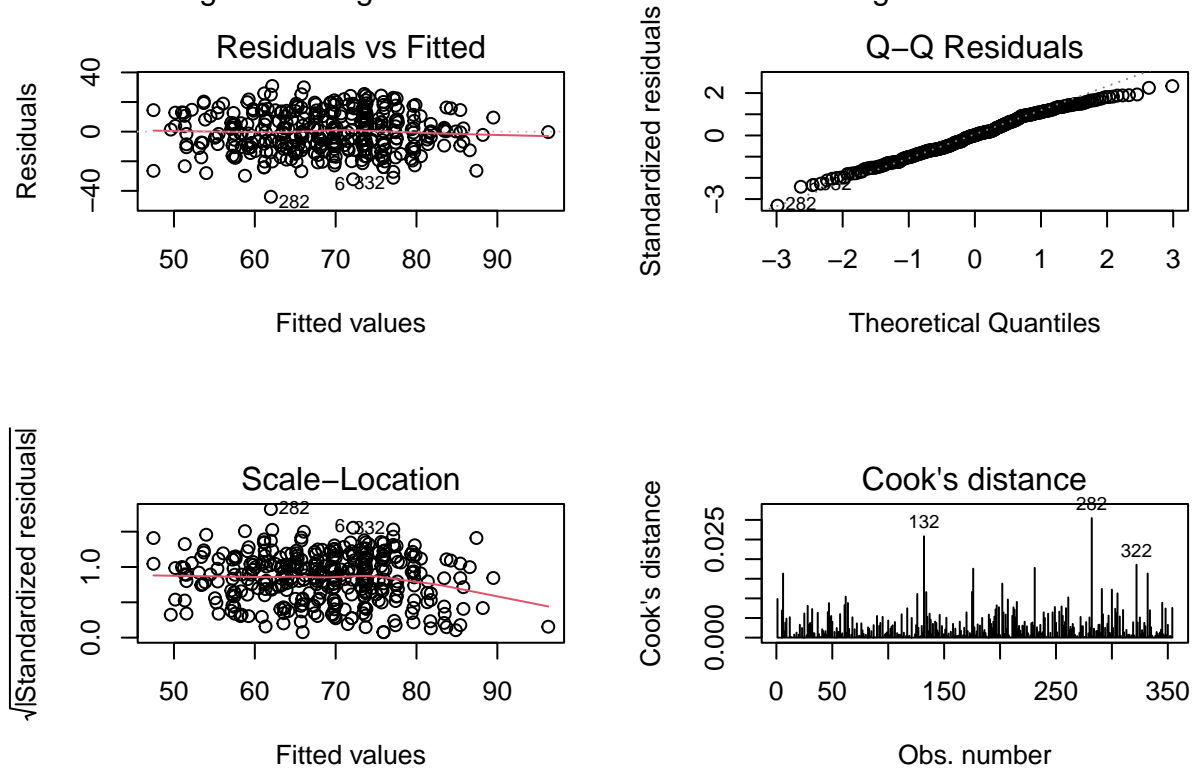 Residuals vs Fitted
Residuals
40
0
−40
6
332
282
50 60 70 80 90
Fitted values
Q−Q Residuals
Standardized residuals
2
0
−3
282
−3 −2 −1 0 1 2 3
Theoretical Quantiles
Scale−Location
√|Standardized residuals|
1.0
0.0
282
6
332
50 60 70 80 90
Fitted values
Cook's distance
Cook's distance
0.025
0.000
132
282
322
0 50 150 250 350
Obs. number